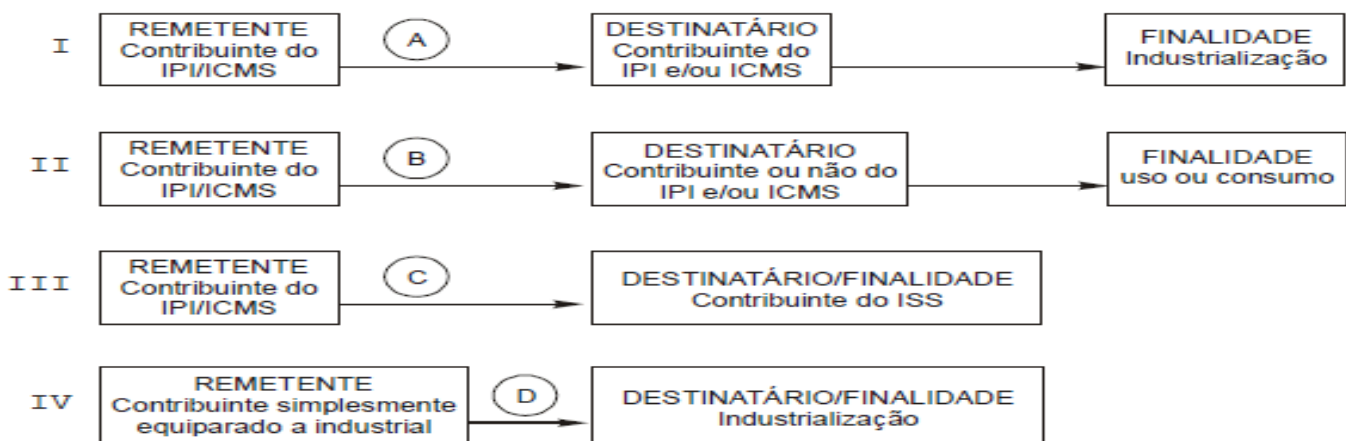 I
REMETENTE
Contribuinte do
IPI/ICMS
A
DESTINATÁRIO
Contribuinte do
IPI e/ou ICMS
FINALIDADE
Industrialização
II
REMETENTE
Contribuinte do
IPI/ICMS
B
DESTINATÁRIO
Contribuinte ou não do
IPI e/ou ICMS
FINALIDADE
uso ou consumo
III
REMETENTE
Contribuinte do
IPI/ICMS
C
DESTINATÁRIO/FINALIDADE
Contribuinte do ISS
IV
REMETENTE
Contribuinte simplesmente
equiparado a industrial
D
DESTINATÁRIO/FINALIDADE
Industrialização